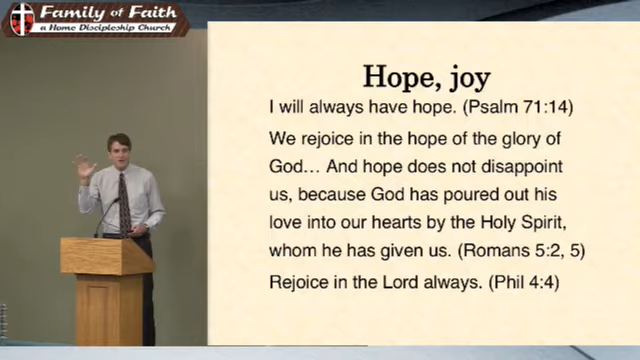 Family of Faith
a Home Discipleship Church
Hope, joy
I will always have hope. (Psalm 71:14)
We rejoice in the hope of the glory of
God… And hope does not disappoint
us, because God has poured out his
love into our hearts by the Holy Spirit,
whom he has given us. (Romans 5:2, 5)
Rejoice in the Lord always. (Phil 4:4)